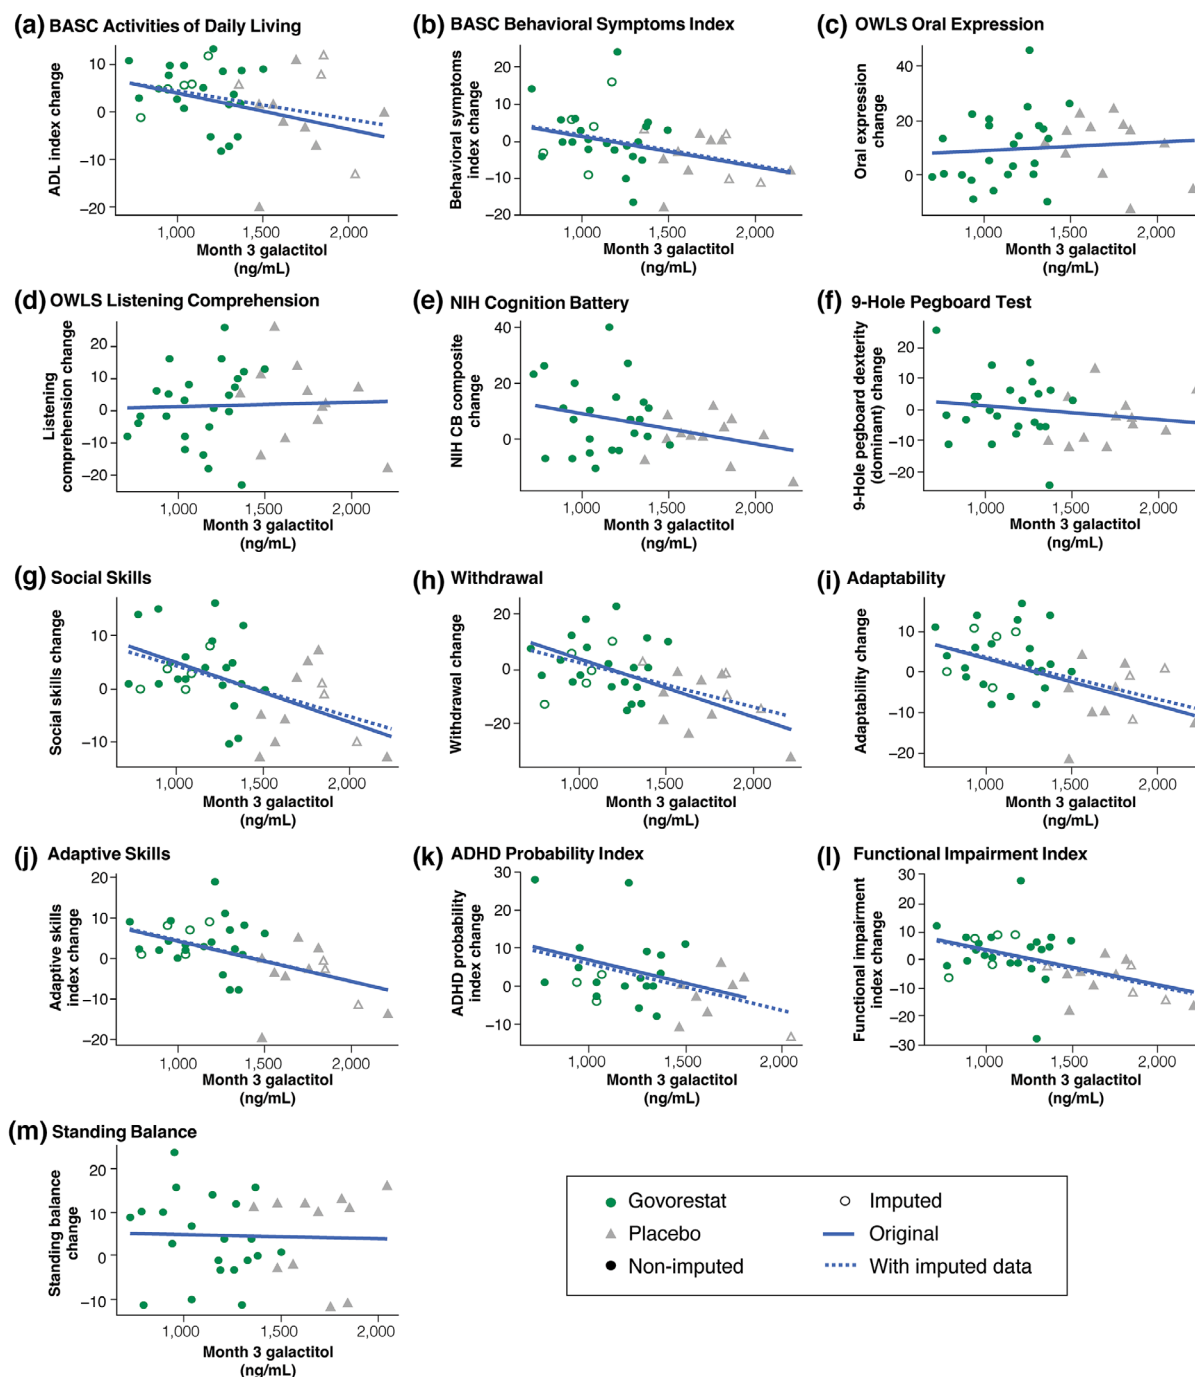 (a) BASC Activities of Daily Living
ADL index change
10
0
−10
−20
1,000 1,500 2,000
Month 3 galactitol
(ng/mL)
(b) BASC Behavioral Symptoms Index
Behavioral symptoms
index change
20
10
0
−10
−20
1,000 1,500 2,000
Month 3 galactitol
(ng/mL)
(c) OWLS Oral Expression
Oral expression
change
40
20
0
1,000 1,500 2,000
Month 3 galactitol
(ng/mL)
(d) OWLS Listening Comprehension
Listening
comprehension change
20
10
0
−10
−20
1,000 1,500 2,000
Month 3 galactitol
(ng/mL)
(e) NIH Cognition Battery
NIH CB composite
change
40
20
0
1,000 1,500 2,000
Month 3 galactitol
(ng/mL)
(f) 9-Hole Pegboard Test
9-Hole pegboard dexterity
(dominant) change
20
10
0
−10
−20
1,000 1,500 2,000
Month 3 galactitol
(ng/mL)
(g) Social Skills
Social skills change
10
0
−10
1,000 1,500 2,000
Month 3 galactitol
(ng/mL)
(h) Withdrawal
Withdrawal change
20
0
−20
1,000 1,500 2,000
Month 3 galactitol
(ng/mL)
(i) Adaptability
Adaptability change
10
0
−10
−20
1,000 1,500 2,000
Month 3 galactitol
(ng/mL)
(j) Adaptive Skills
Adaptive skills
index change
20
10
0
−10
−20
1,000 1,500 2,000
Month 3 galactitol
(ng/mL)
(k) ADHD Probability Index
ADHD probability
index change
30
20
10
0
−10
1,000 1,500 2,000
Month 3 galactitol
(ng/mL)
(l) Functional Impairment Index
Functional impairment
index change
30
20
10
0
−10
−20
−30
1,000 1,500 2,000
Month 3 galactitol
(ng/mL)
(m) Standing Balance
Standing balance
change
20
10
0
−10
1,000 1,500 2,000
Month 3 galactitol
(ng/mL)
Govorestat
Placebo
Non-imputed
Imputed
Original
With imputed data